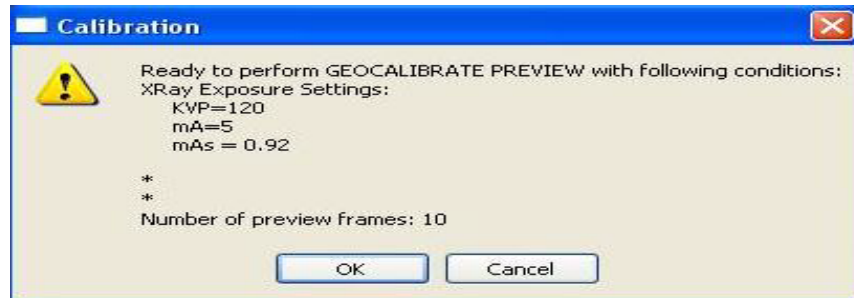 Calibration
Ready to perform GEOCALIBRATE PREVIEW with following conditions:
XRay Exposure Settings:
KVP=120
mA=5
mAs = 0.92
*
*
Number of preview frames: 10
OK Cancel